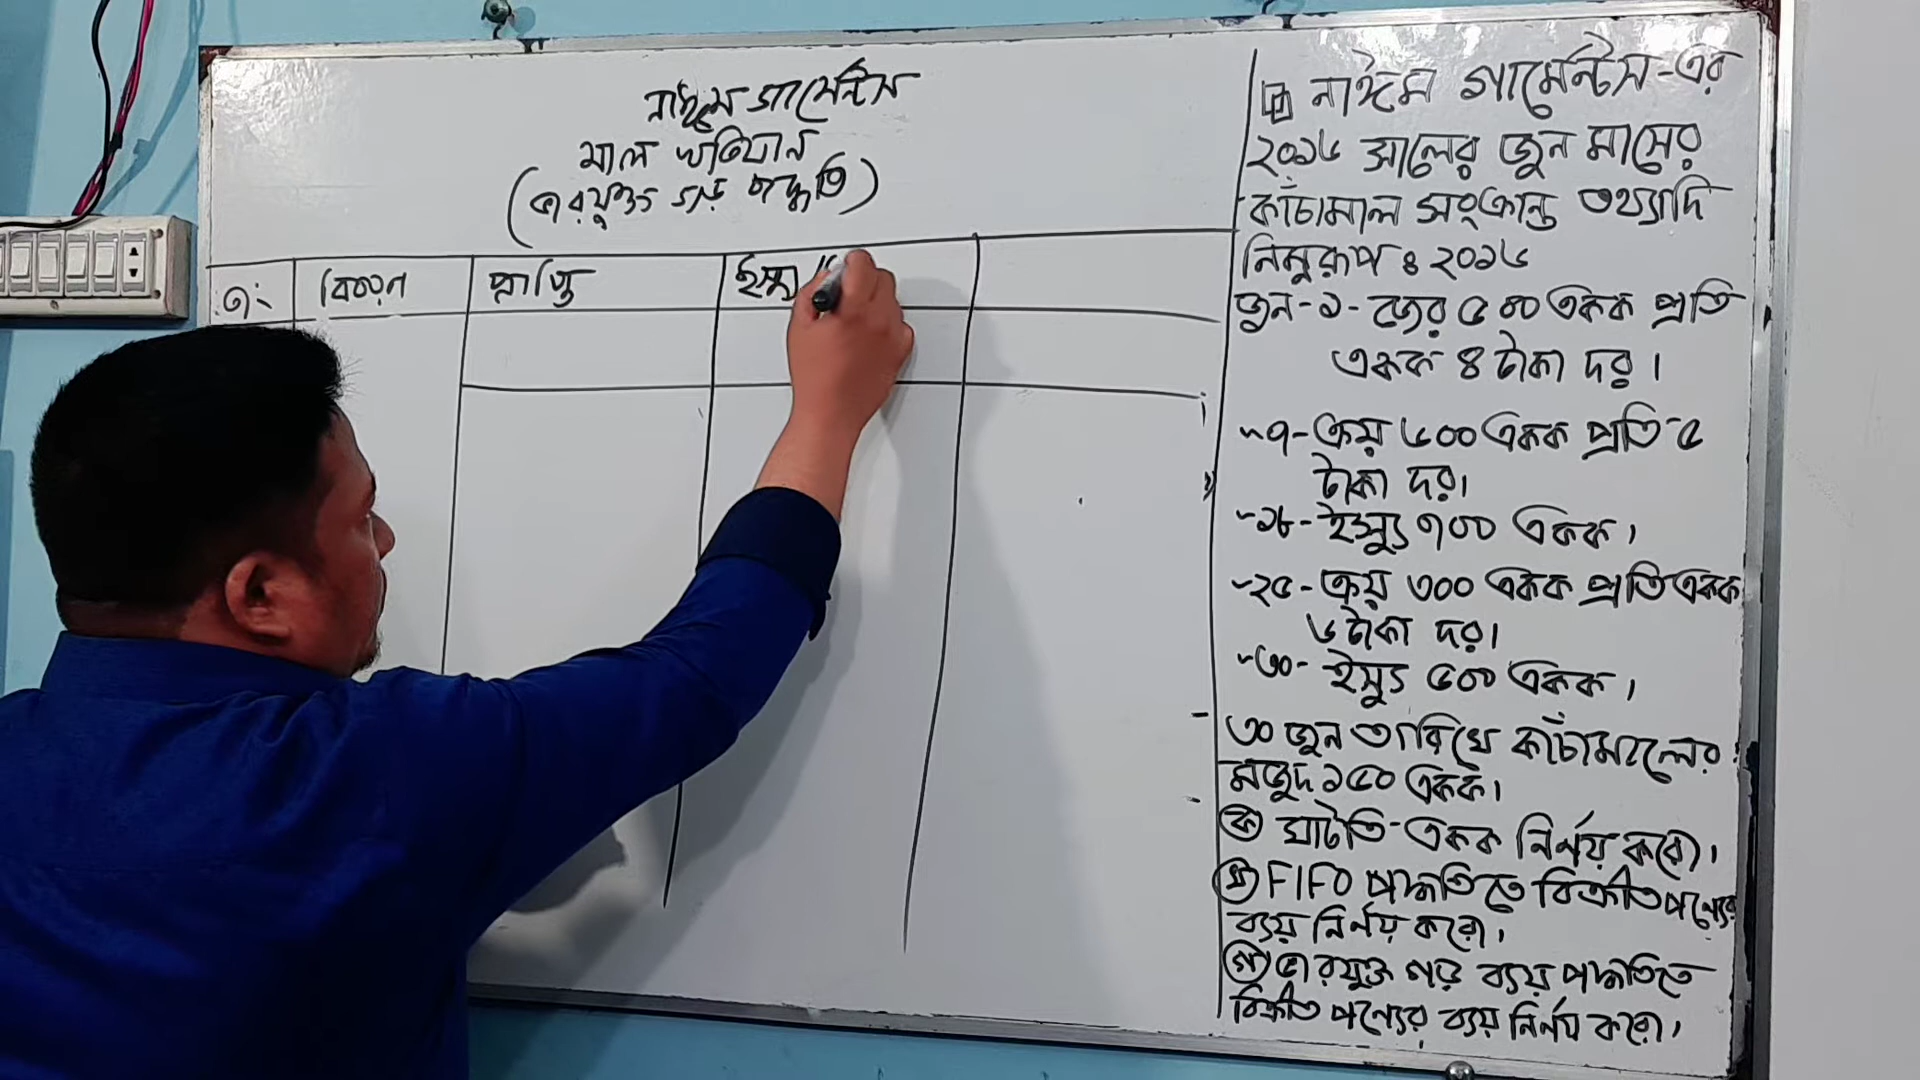 নাঈম গার্মেন্টস
মাল খতিয়ান
(ভারযুক্ত গড় পদ্ধতি)
তাং
বিবরণ
প্রাপ্তি
ইস্যু
নাঈম গার্মেন্টস-এর
২০১৬ সালের জুন মাসের
কাঁচামাল সংক্রান্ত তথ্যাদি
নিম্নরূপ ঃ ২০১৬
জুন-১- জের ৫০০ একক প্রতি
একক ৪ টাকা দর।
"৭- ক্রয় ৬০০ একক প্রতি ৫
টাকা দর।
"১৮- ইস্যু ৭০০ একক।
"২৫- ক্রয় ৩০০ একক প্রতি একক
৬ টাকা দর।
"৩০- ইস্যু ৫০০ একক।
৩০ জুন তারিখে কাঁচামালের
মজুদ ১৫০ একক।
ক ঘাটতি একক নির্ণয় করো।
খ FIFO পদ্ধতিতে বিক্রীত পণ্যের
ব্যয় নির্ণয় করো।
গ ভারযুক্ত গড় ব্যয় পদ্ধতিতে
বিক্রীত পণ্যের ব্যয় নির্ণয় করো।